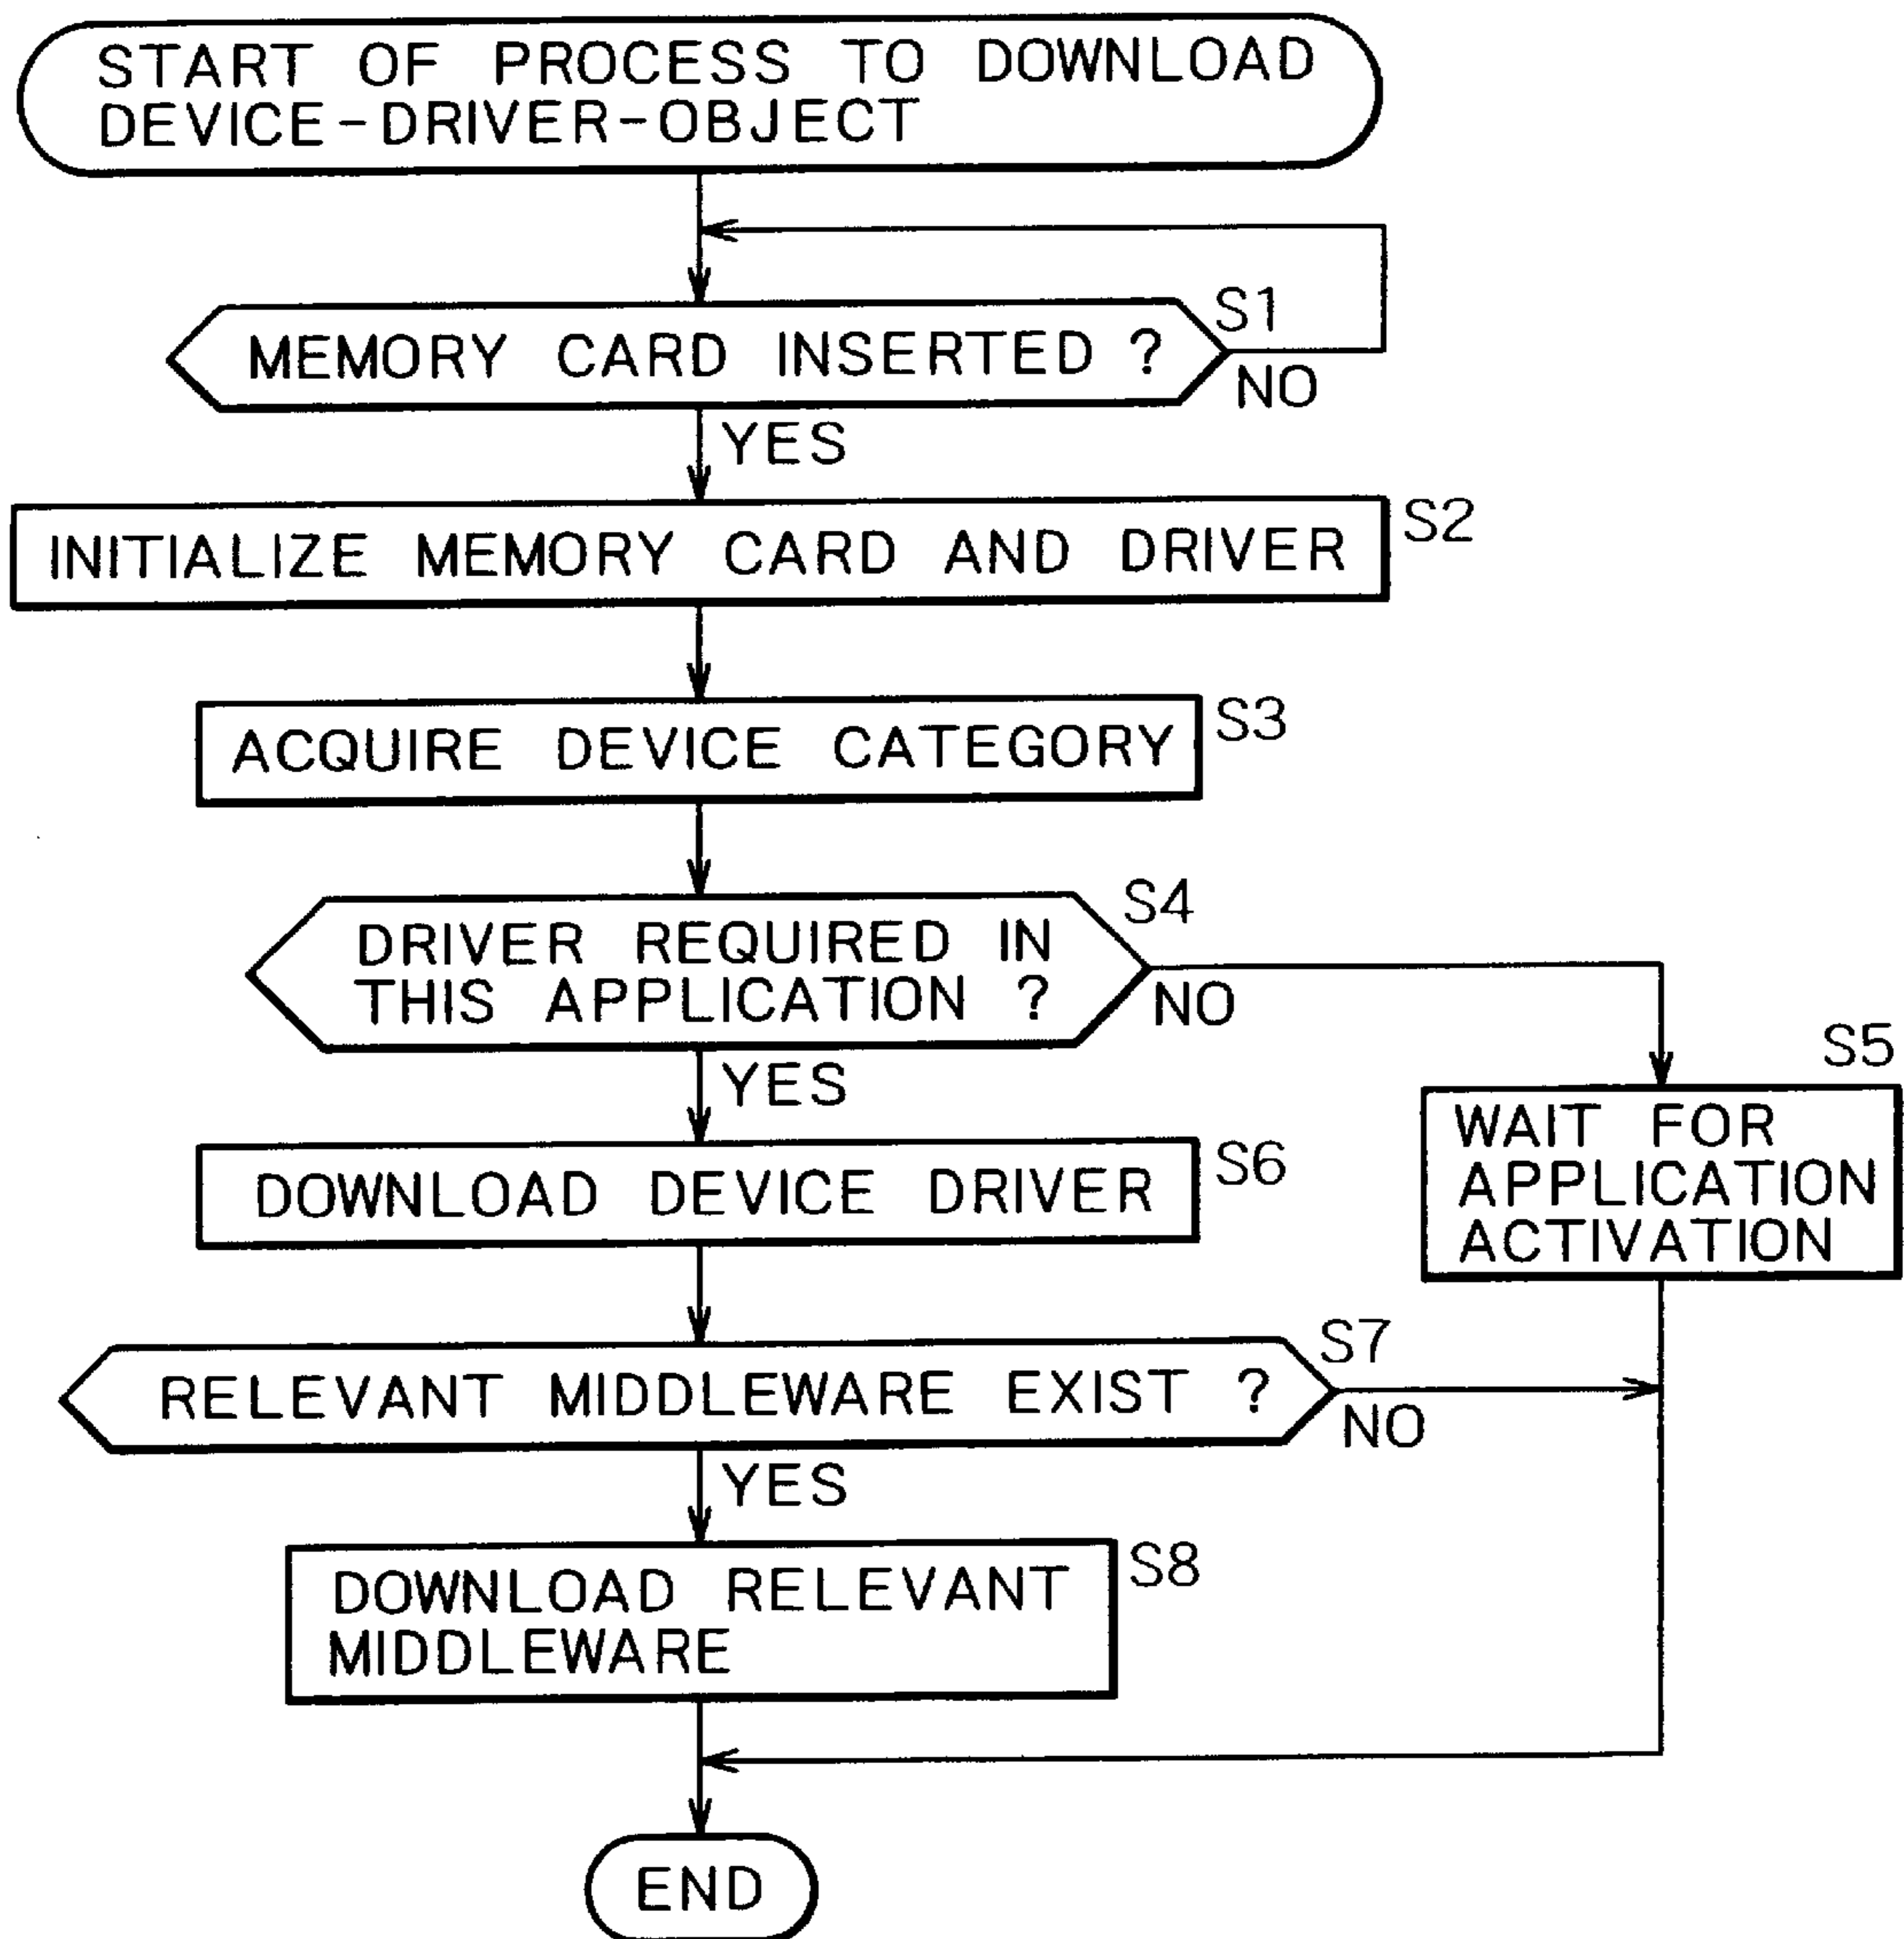 START OF PROCESS TO DOWNLOAD
DEVICE-DRIVER-OBJECT
S1
MEMORY CARD INSERTED ?
NO
YES
S2
INITIALIZE MEMORY CARD AND DRIVER
S3
ACQUIRE DEVICE CATEGORY
S4
DRIVER REQUIRED IN
THIS APPLICATION ?
NO
YES
S5
WAIT FOR
APPLICATION
ACTIVATION
S6
DOWNLOAD DEVICE DRIVER
S7
RELEVANT MIDDLEWARE EXIST ?
NO
YES
S8
DOWNLOAD RELEVANT
MIDDLEWARE
END